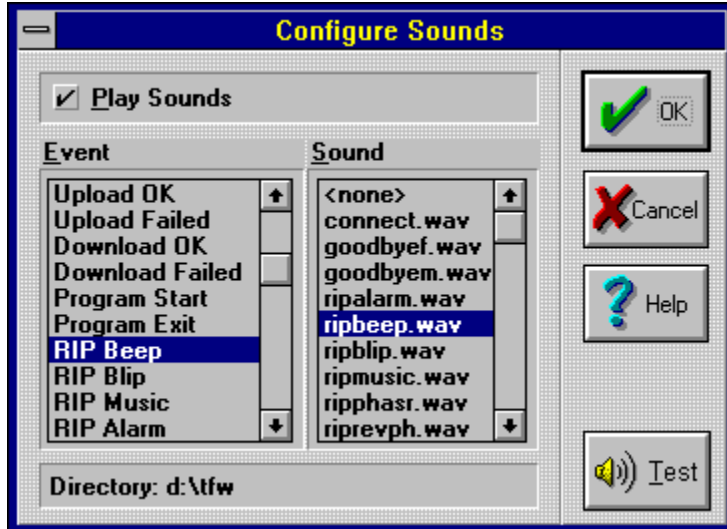 Configure Sounds
Play Sounds
OK
Event
Upload OK
Upload Failed
Download OK
Download Failed
Program Start
Program Exit
RIP Beep
RIP Blip
RIP Music
RIP Alarm
Sound
<none>
connect.wav
goodbyef.wav
goodbyem.wav
ripalarm.wav
ripbeep.wav
ripblip.wav
ripmusic.wav
ripphasr.wav
riprevph.wav
Cancel
Help
Test
Directory: d:\tfw